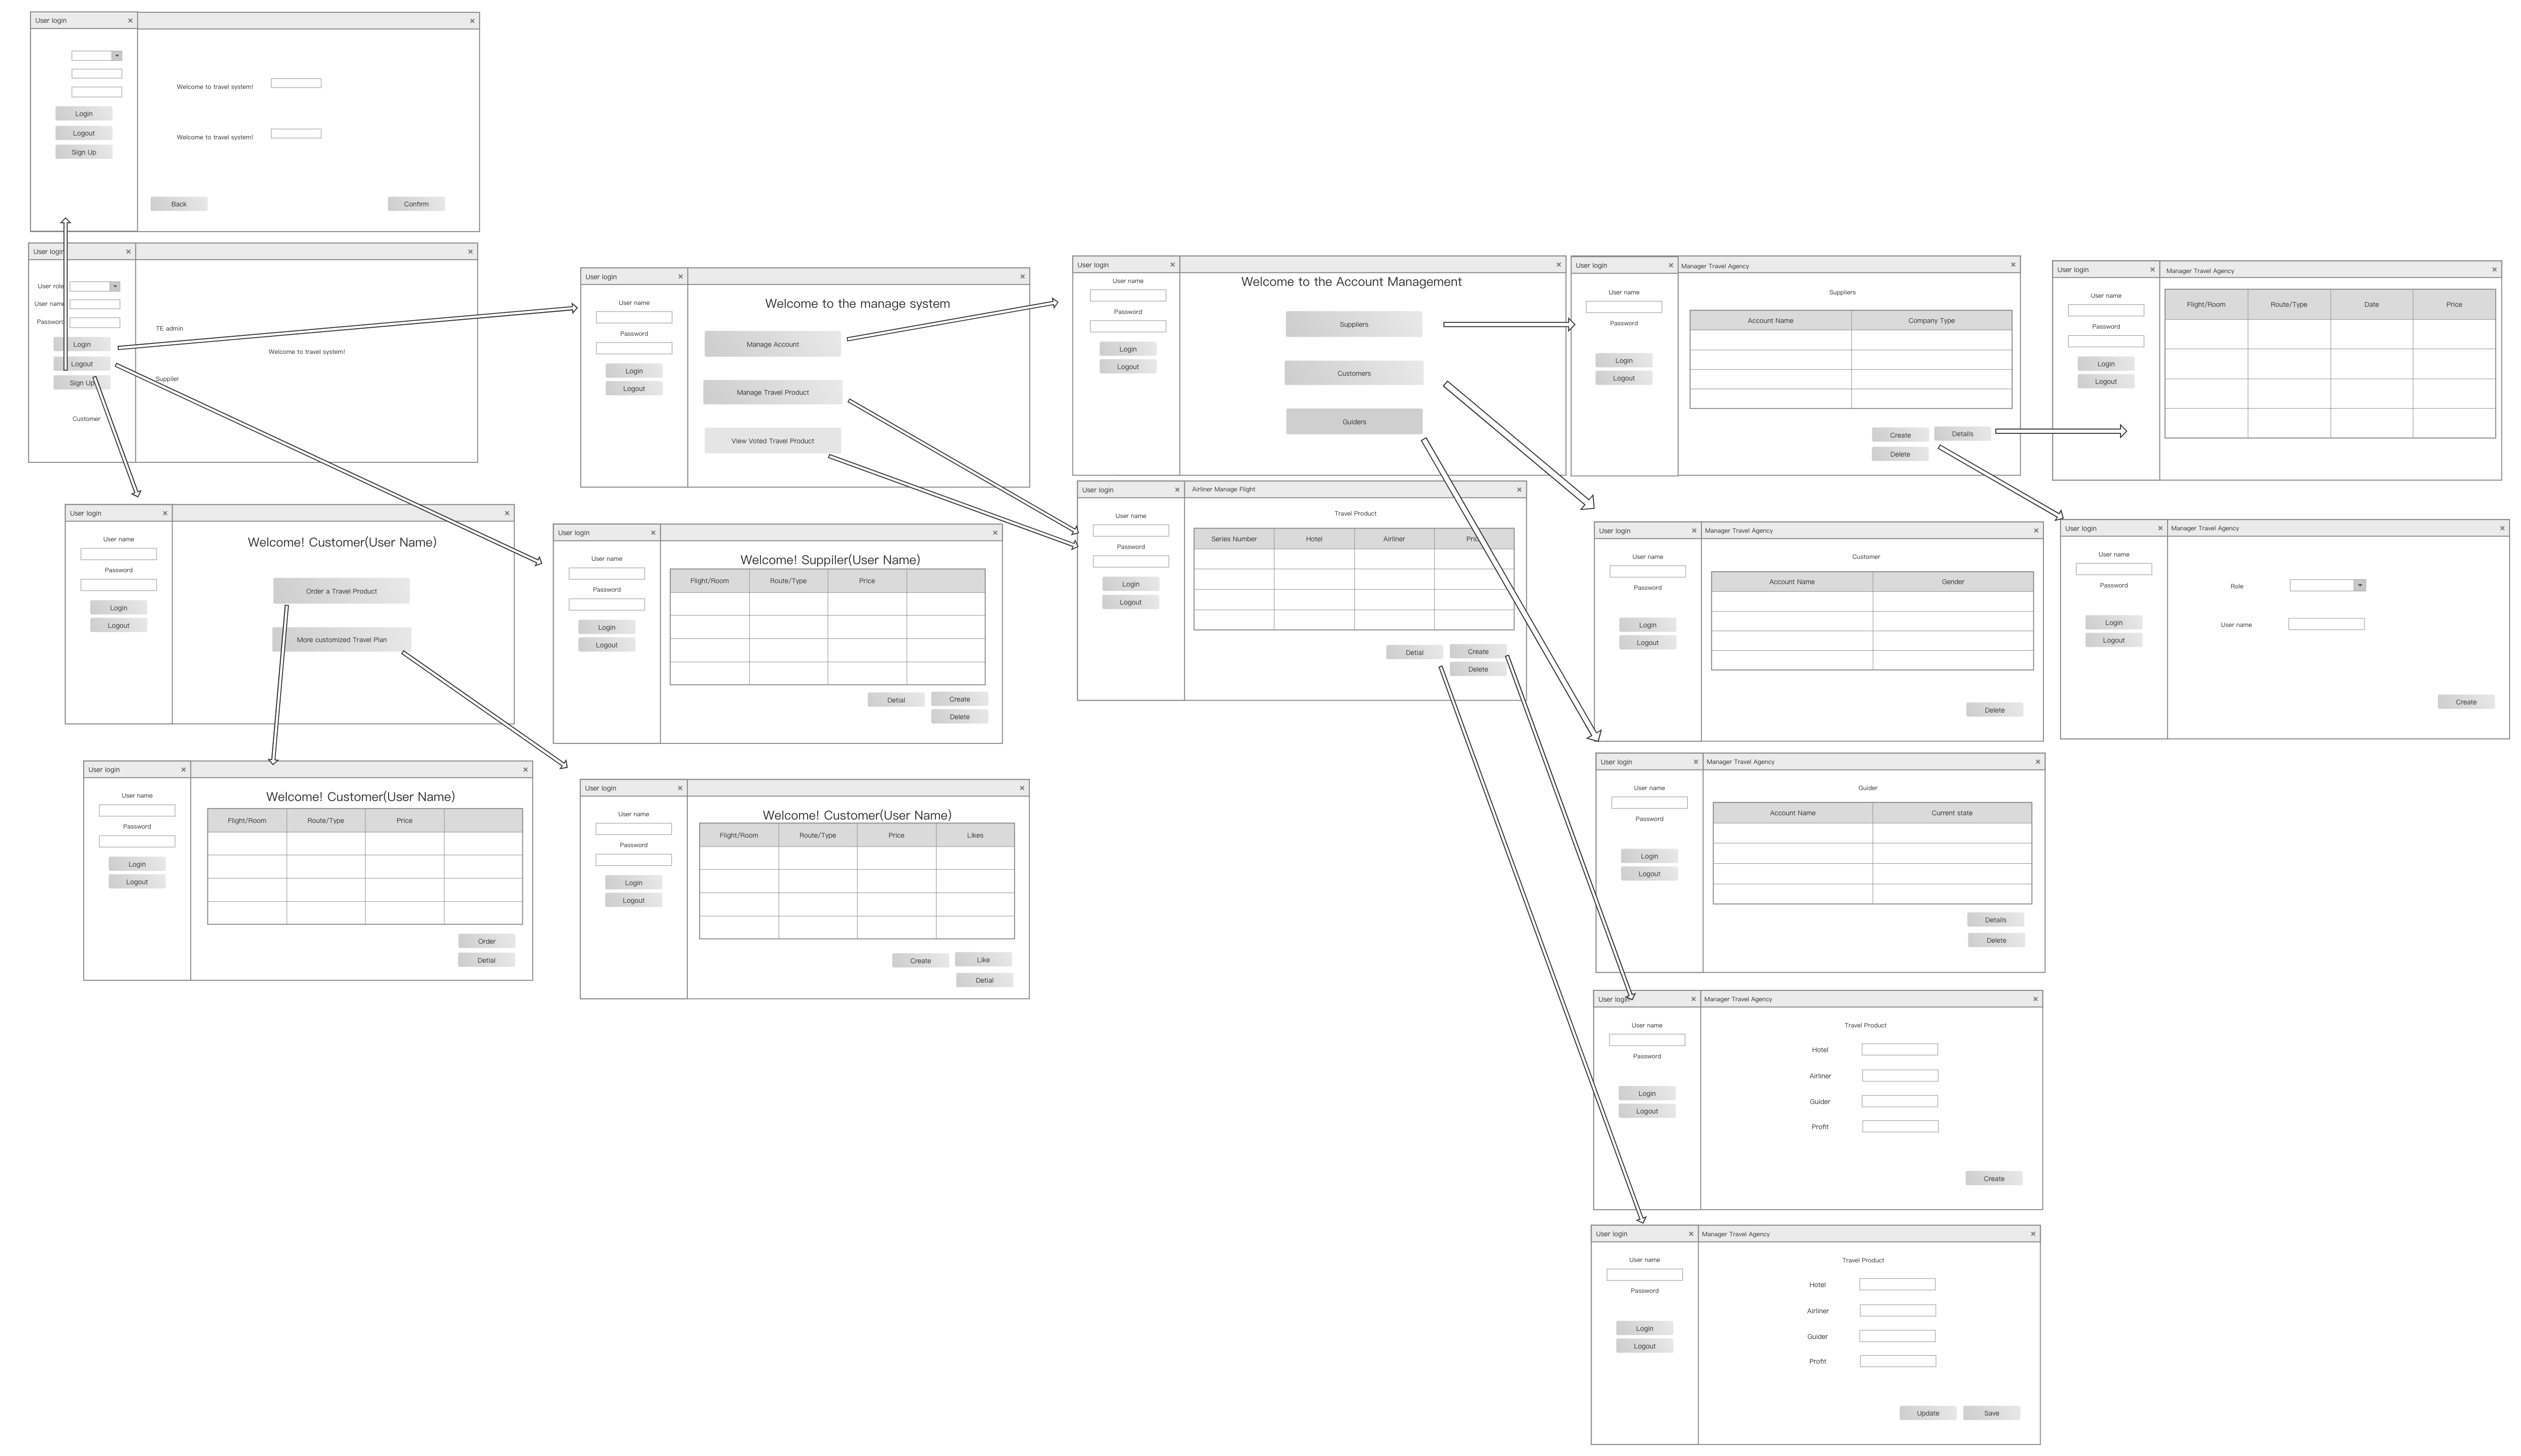 User login
Login
Logout
Sign Up
Welcome to travel system!
Welcome to travel system!
Back
Confirm
User login
User role
User name
Password
Login
Logout
Sign Up
Customer
TE admin
Welcome to travel system!
Suppiler
User login
User name
Password
Login
Logout
Welcome to the manage system
Manage Account
Manage Travel Product
View Voted Travel Product
User login
User name
Password
Login
Logout
Welcome to the Account Management
Suppliers
Customers
Guiders
User login
User name
Password
Login
Logout
Manager Travel Agency
Suppliers
Account Name Company Type
Create Details
Delete
User login
User name
Password
Login
Logout
Manager Travel Agency
Flight/Room Route/Type Date Price
User login
User name
Password
Login
Logout
Welcome! Customer(User Name)
Order a Travel Product
More customized Travel Plan
User login
User name
Password
Login
Logout
Welcome! Suppiler(User Name)
Flight/Room Route/Type Price
Detial Create
Delete
User login
User name
Password
Login
Logout
Airliner Manage Flight
Travel Product
Series Number Hotel Airliner Price
Detial Create
Delete
User login
User name
Password
Login
Logout
Manager Travel Agency
Customer
Account Name Gender
Delete
User login
User name
Password
Login
Logout
Manager Travel Agency
Role
User name
Create
User login
User name
Password
Login
Logout
Welcome! Customer(User Name)
Flight/Room Route/Type Price
Order
Detial
User login
User name
Password
Login
Logout
Welcome! Customer(User Name)
Flight/Room Route/Type Price Likes
Create Like
Detial
User login
User name
Password
Login
Logout
Manager Travel Agency
Guider
Account Name Current state
Details
Delete
User login
User name
Password
Login
Logout
Manager Travel Agency
Travel Product
Hotel
Airliner
Guider
Profit
Create
User login
User name
Password
Login
Logout
Manager Travel Agency
Travel Product
Hotel
Airliner
Guider
Profit
Update Save